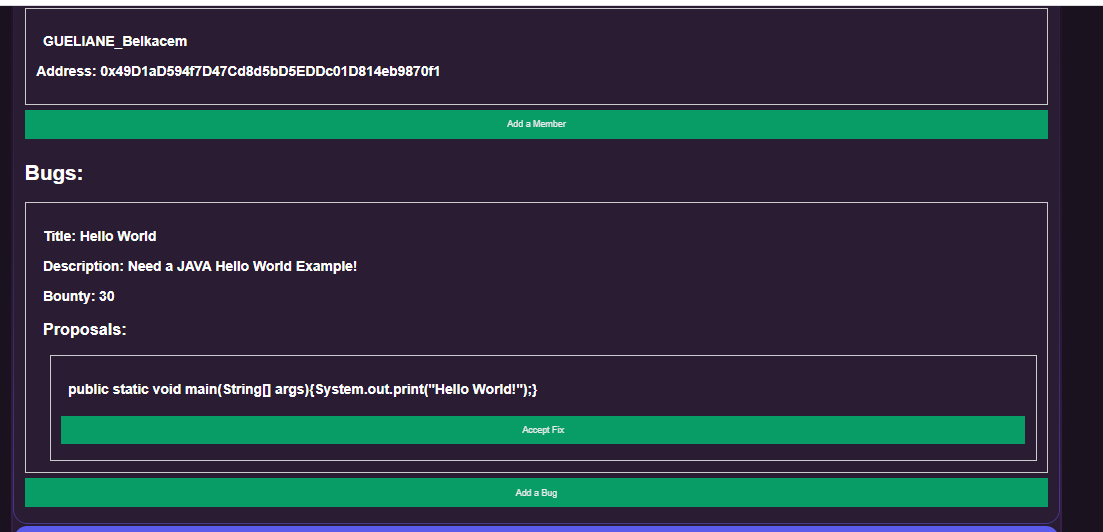 GUELIANE_Belkacem
Address: 0x49D1aD594f7D47Cd8d5bD5EDDc01D814eb9870f1
Add a Member
Bugs:
Title: Hello World
Description: Need a JAVA Hello World Example!
Bounty: 30
Proposals:
public static void main(String[] args){System.out.print("Hello World!");}
Accept Fix
Add a Bug